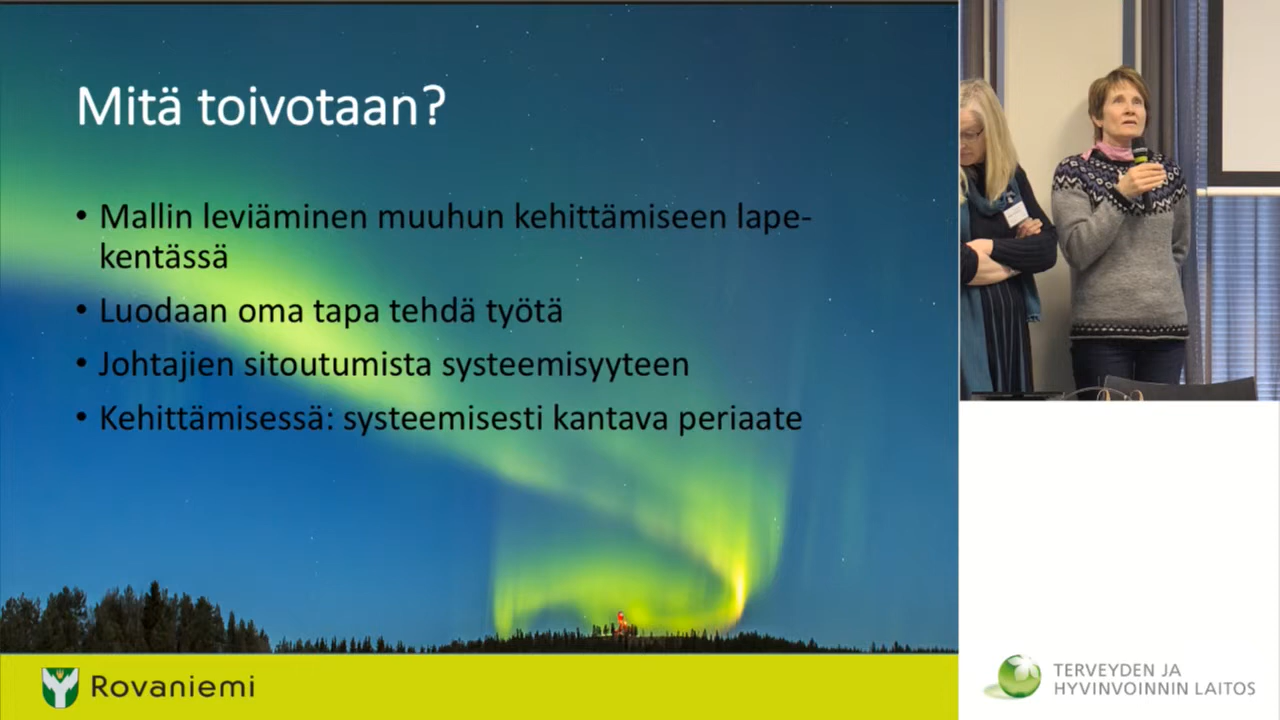 Mitä toivotaan?
• Mallin leviäminen muuhun kehittämiseen lape-
kentässä
• Luodaan oma tapa tehdä työtä
• Johtajien sitoutumista systeemisyyteen
• Kehittämisessä: systeemisesti kantava periaate
Rovaniemi
TERVEYDEN JA
HYVINVOINNIN LAITOS